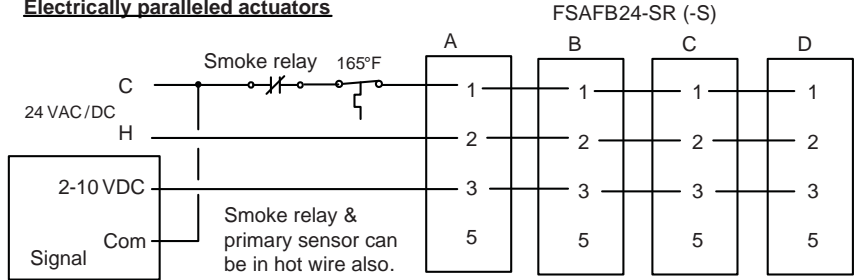 Electrically paralleled actuators
FSAFB24-SR (-S)
A
B
C
D
Smoke relay
165°F
C
24 VAC/DC
H
2-10 VDC
Com
Signal
Smoke relay &
primary sensor can
be in hot wire also.
1
2
3
5
1
2
3
5
1
2
3
5
1
2
3
5